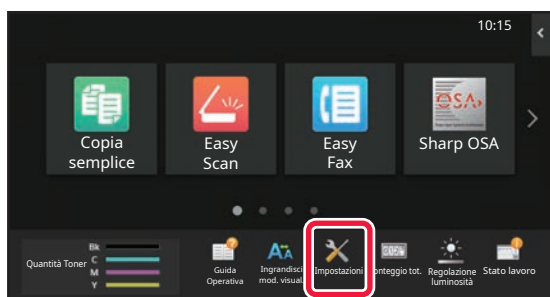 10:15
OSA
Copia
semplice
Easy
Scan
Easy
Fax
Sharp OSA
Quantità Toner
Bk
C
M
Y
Guida
Operativa
Ingrandisci
mod. visual.
Impostazioni
onteggio tot.
Regolazione
luminosità
Stato lavoro